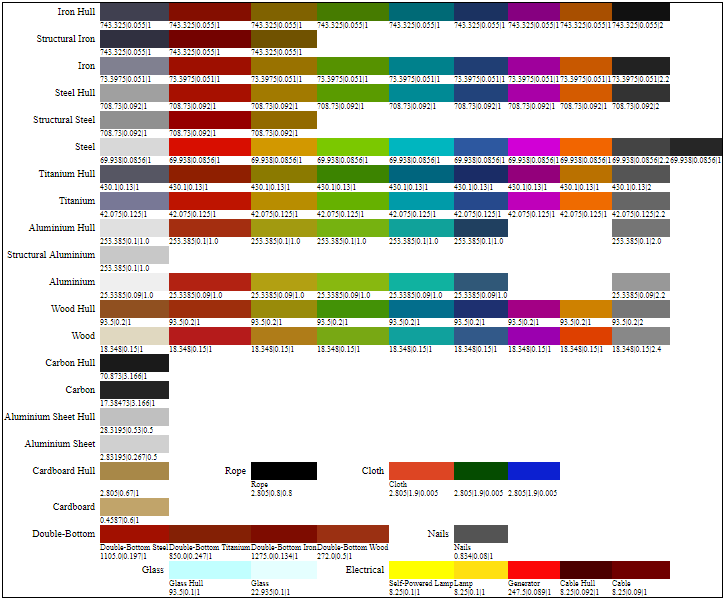 Iron Hull
743.325|0.055|1 743.325|0.055|1 743.325|0.055|1 743.325|0.055|1 743.325|0.055|1 743.325|0.055|1 743.325|0.055|1 743.325|0.055|1 743.325|0.055|2
Structural Iron
743.325|0.055|1 743.325|0.055|1 743.325|0.055|1
Iron
73.3975|0.051|1 73.3975|0.051|1 73.3975|0.051|1 73.3975|0.051|1 73.3975|0.051|1 73.3975|0.051|1 73.3975|0.051|1 73.3975|0.051|1 73.3975|0.051|2.2
Steel Hull
708.73|0.092|1 708.73|0.092|1 708.73|0.092|1 708.73|0.092|1 708.73|0.092|1 708.73|0.092|1 708.73|0.092|1 708.73|0.092|1 708.73|0.092|2
Structural Steel
708.73|0.092|1 708.73|0.092|1 708.73|0.092|1
Steel
69.938|0.0856|1 69.938|0.0856|1 69.938|0.0856|1 69.938|0.0856|1 69.938|0.0856|1 69.938|0.0856|1 69.938|0.0856|1 69.938|0.0856|1 69.938|0.0856|2.2 69.938|0.0856|1
Titanium Hull
430.1|0.13|1 430.1|0.13|1 430.1|0.13|1 430.1|0.13|1 430.1|0.13|1 430.1|0.13|1 430.1|0.13|1 430.1|0.13|1 430.1|0.13|2
Titanium
42.075|0.125|1 42.075|0.125|1 42.075|0.125|1 42.075|0.125|1 42.075|0.125|1 42.075|0.125|1 42.075|0.125|1 42.075|0.125|1 42.075|0.125|2.2
Aluminium Hull
253.385|0.1|1.0 253.385|0.1|1.0 253.385|0.1|1.0 253.385|0.1|1.0 253.385|0.1|1.0 253.385|0.1|1.0 253.385|0.1|2.0
Structural Aluminium
253.385|0.1|1.0
Aluminium
25.3385|0.09|1.0 25.3385|0.09|1.0 25.3385|0.09|1.0 25.3385|0.09|1.0 25.3385|0.09|1.0 25.3385|0.09|1.0 25.3385|0.09|2.2
Wood Hull
93.5|0.2|1 93.5|0.2|1 93.5|0.2|1 93.5|0.2|1 93.5|0.2|1 93.5|0.2|1 93.5|0.2|1 93.5|0.2|1 93.5|0.2|2
Wood
18.348|0.15|1 18.348|0.15|1 18.348|0.15|1 18.348|0.15|1 18.348|0.15|1 18.348|0.15|1 18.348|0.15|1 18.348|0.15|1 18.348|0.15|2.4
Carbon Hull
70.873|3.166|1
Carbon
17.38473|3.166|1
Aluminium Sheet Hull
28.3195|0.53|0.5
Aluminium Sheet
2.83195|0.267|0.5
Cardboard Hull Rope Cloth
Rope Cloth
2.805|0.67|1 2.805|0.8|0.8 2.805|1.9|0.005 2.805|1.9|0.005 2.805|1.9|0.005
Cardboard
0.4587|0.6|1
Double-Bottom Nails
Double-Bottom Steel Double-Bottom Titanium Double-Bottom Iron Double-Bottom Wood Nails
1105.0|0.197|1 850.0|0.247|1 1275.0|0.134|1 272.0|0.5|1 0.834|0.08|1
Glass Electrical
Glass Hull Glass Self-Powered Lamp Lamp Generator Cable Hull Cable
93.5|0.1|1 22.935|0.1|1 8.25|0.1|1 8.25|0.1|1 247.5|0.089|1 8.25|0.092|1 8.25|0.09|1